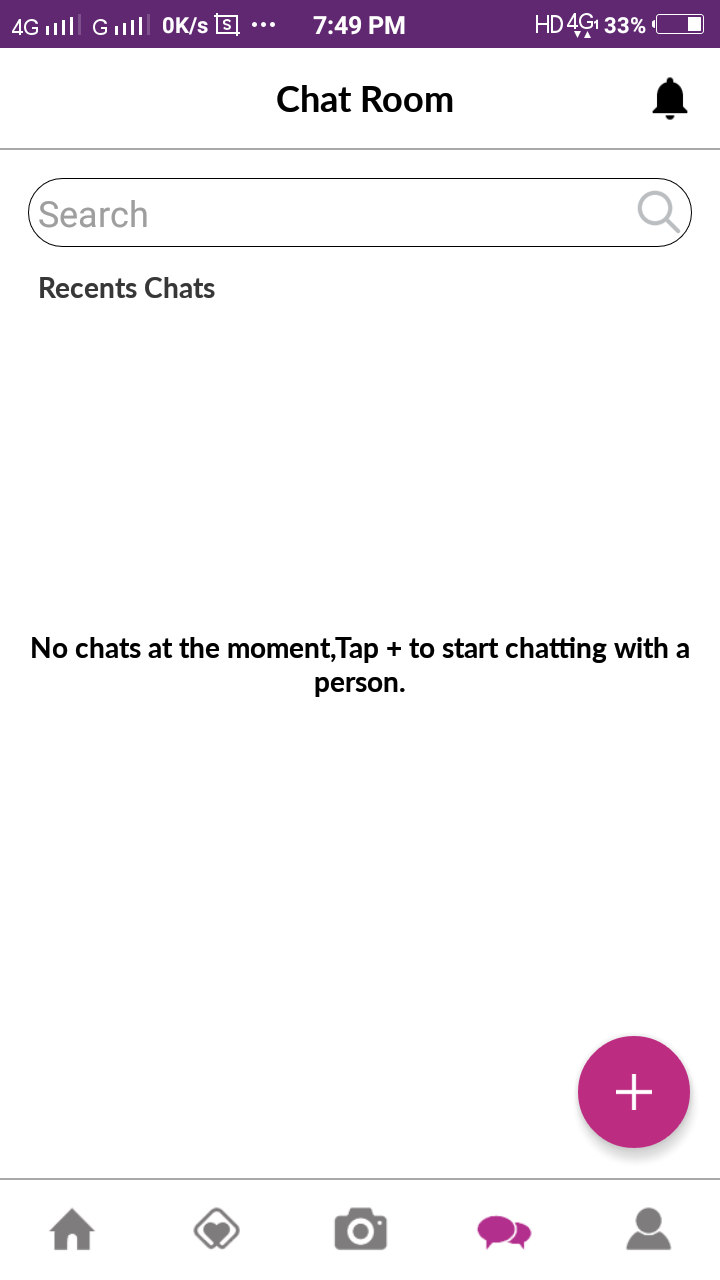 4G G 0K/s S ... 7:49 PM HD 4G1 33%
Chat Room
Search
Recents Chats
No chats at the moment,Tap + to start chatting with a
person.